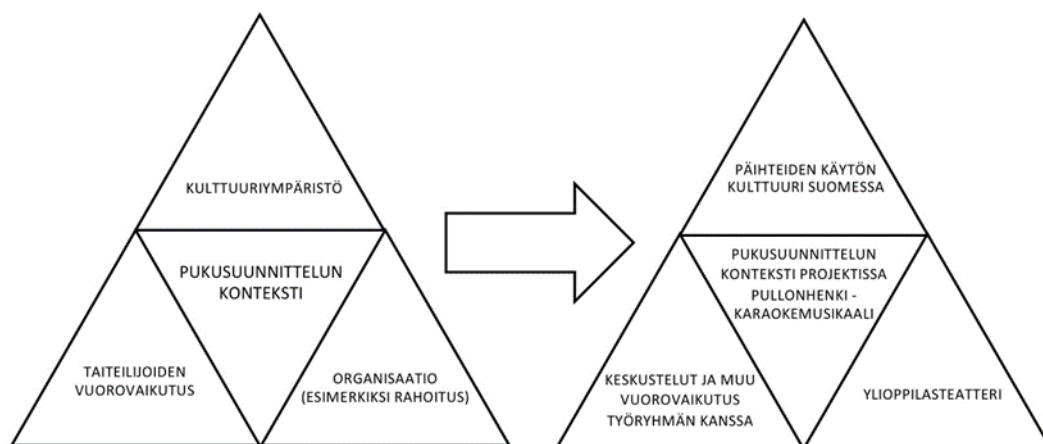 KULTTUURIYMPÄRISTÖ
PUKUSUUNNITTELUN
KONTEKSTI
TAITEILIJOIDEN
VUOROVAIKUTUS
ORGANISAATIO
(ESIMERKIKSI RAHOITUS)
PÄIHTEIDEN KÄYTÖN
KULTTUURI SUOMESSA
PUKUSUUNNITTELUN
KONTEKSTI PROJEKTISSA
PULLONHENKI -
KARAOKEMUSIKAALI
KESKUSTELUT JA MUU
VUOROVAIKUTUS
TYÖRYHMÄN KANSSA
YLIOPPILASTEATTERI